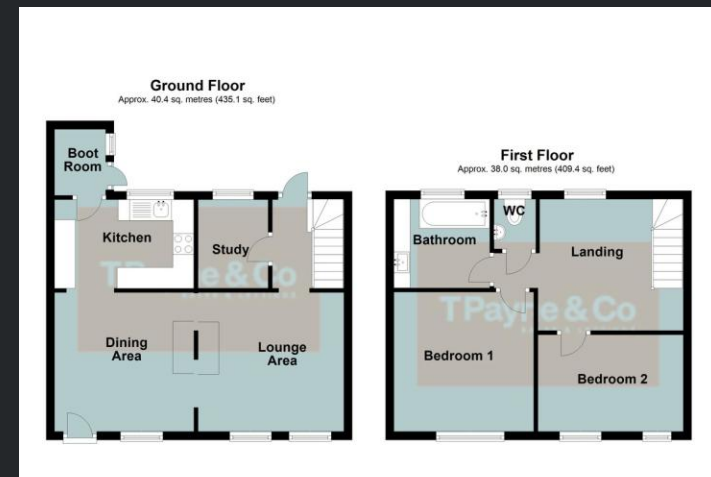 Ground Floor
Approx. 40.4 sq. metres (435.1 sq. feet)
Boot
Room
Kitchen
Study
Dining
Area
Lounge
Area
TPayne & Co
First Floor
Approx. 38.0 sq. metres (409.4 sq. feet)
WC
Bathroom
Landing
TPayne & Co
Bedroom 1
Bedroom 2